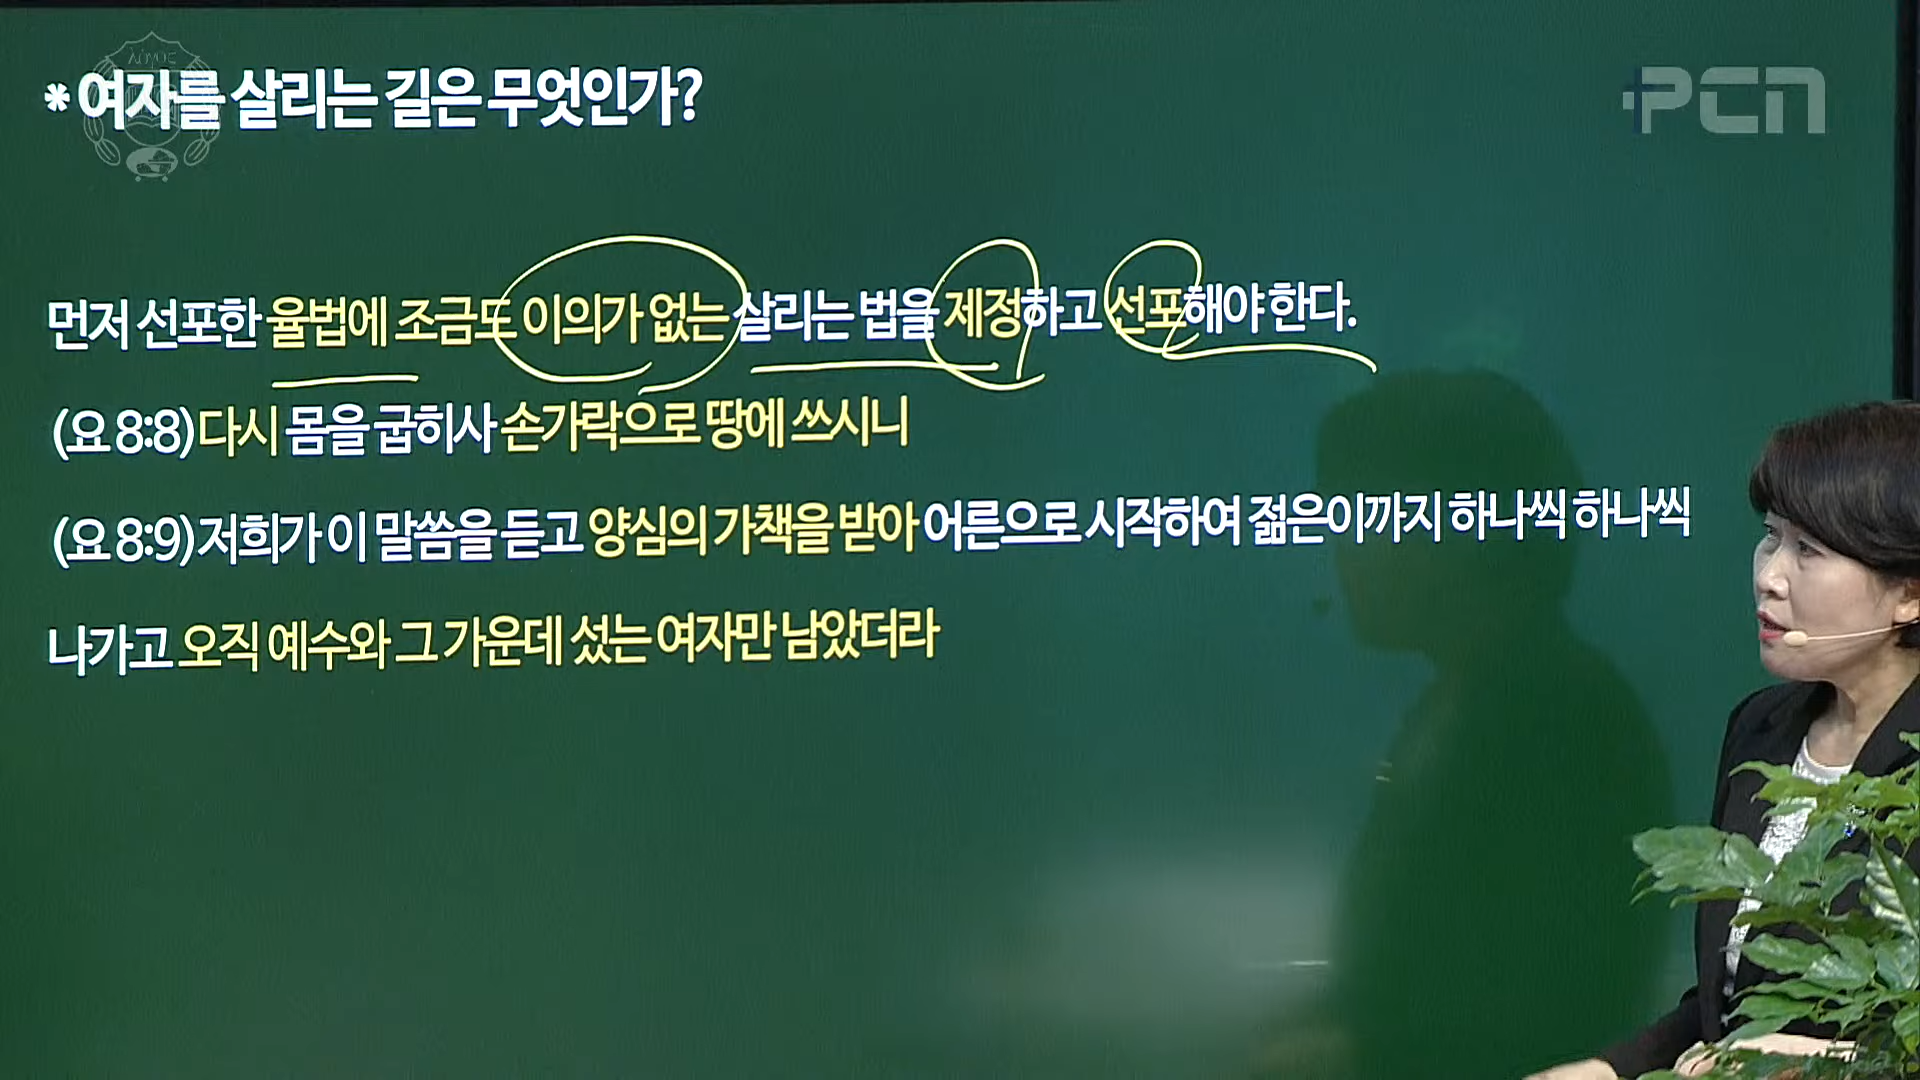 λόγος
* 여자를 살리는 길은 무엇인가?
PCN
먼저 선포한 율법에 조금도 이의가 없는 살리는 법을 제정하고 선포해야 한다.
(요 8:8) 다시 몸을 굽히사 손가락으로 땅에 쓰시니
(요 8:9) 저희가 이 말씀을 듣고 양심의 가책을 받아 어른으로 시작하여 젊은이까지 하나씩 하나씩
나가고 오직 예수와 그 가운데 섰는 여자만 남았더라